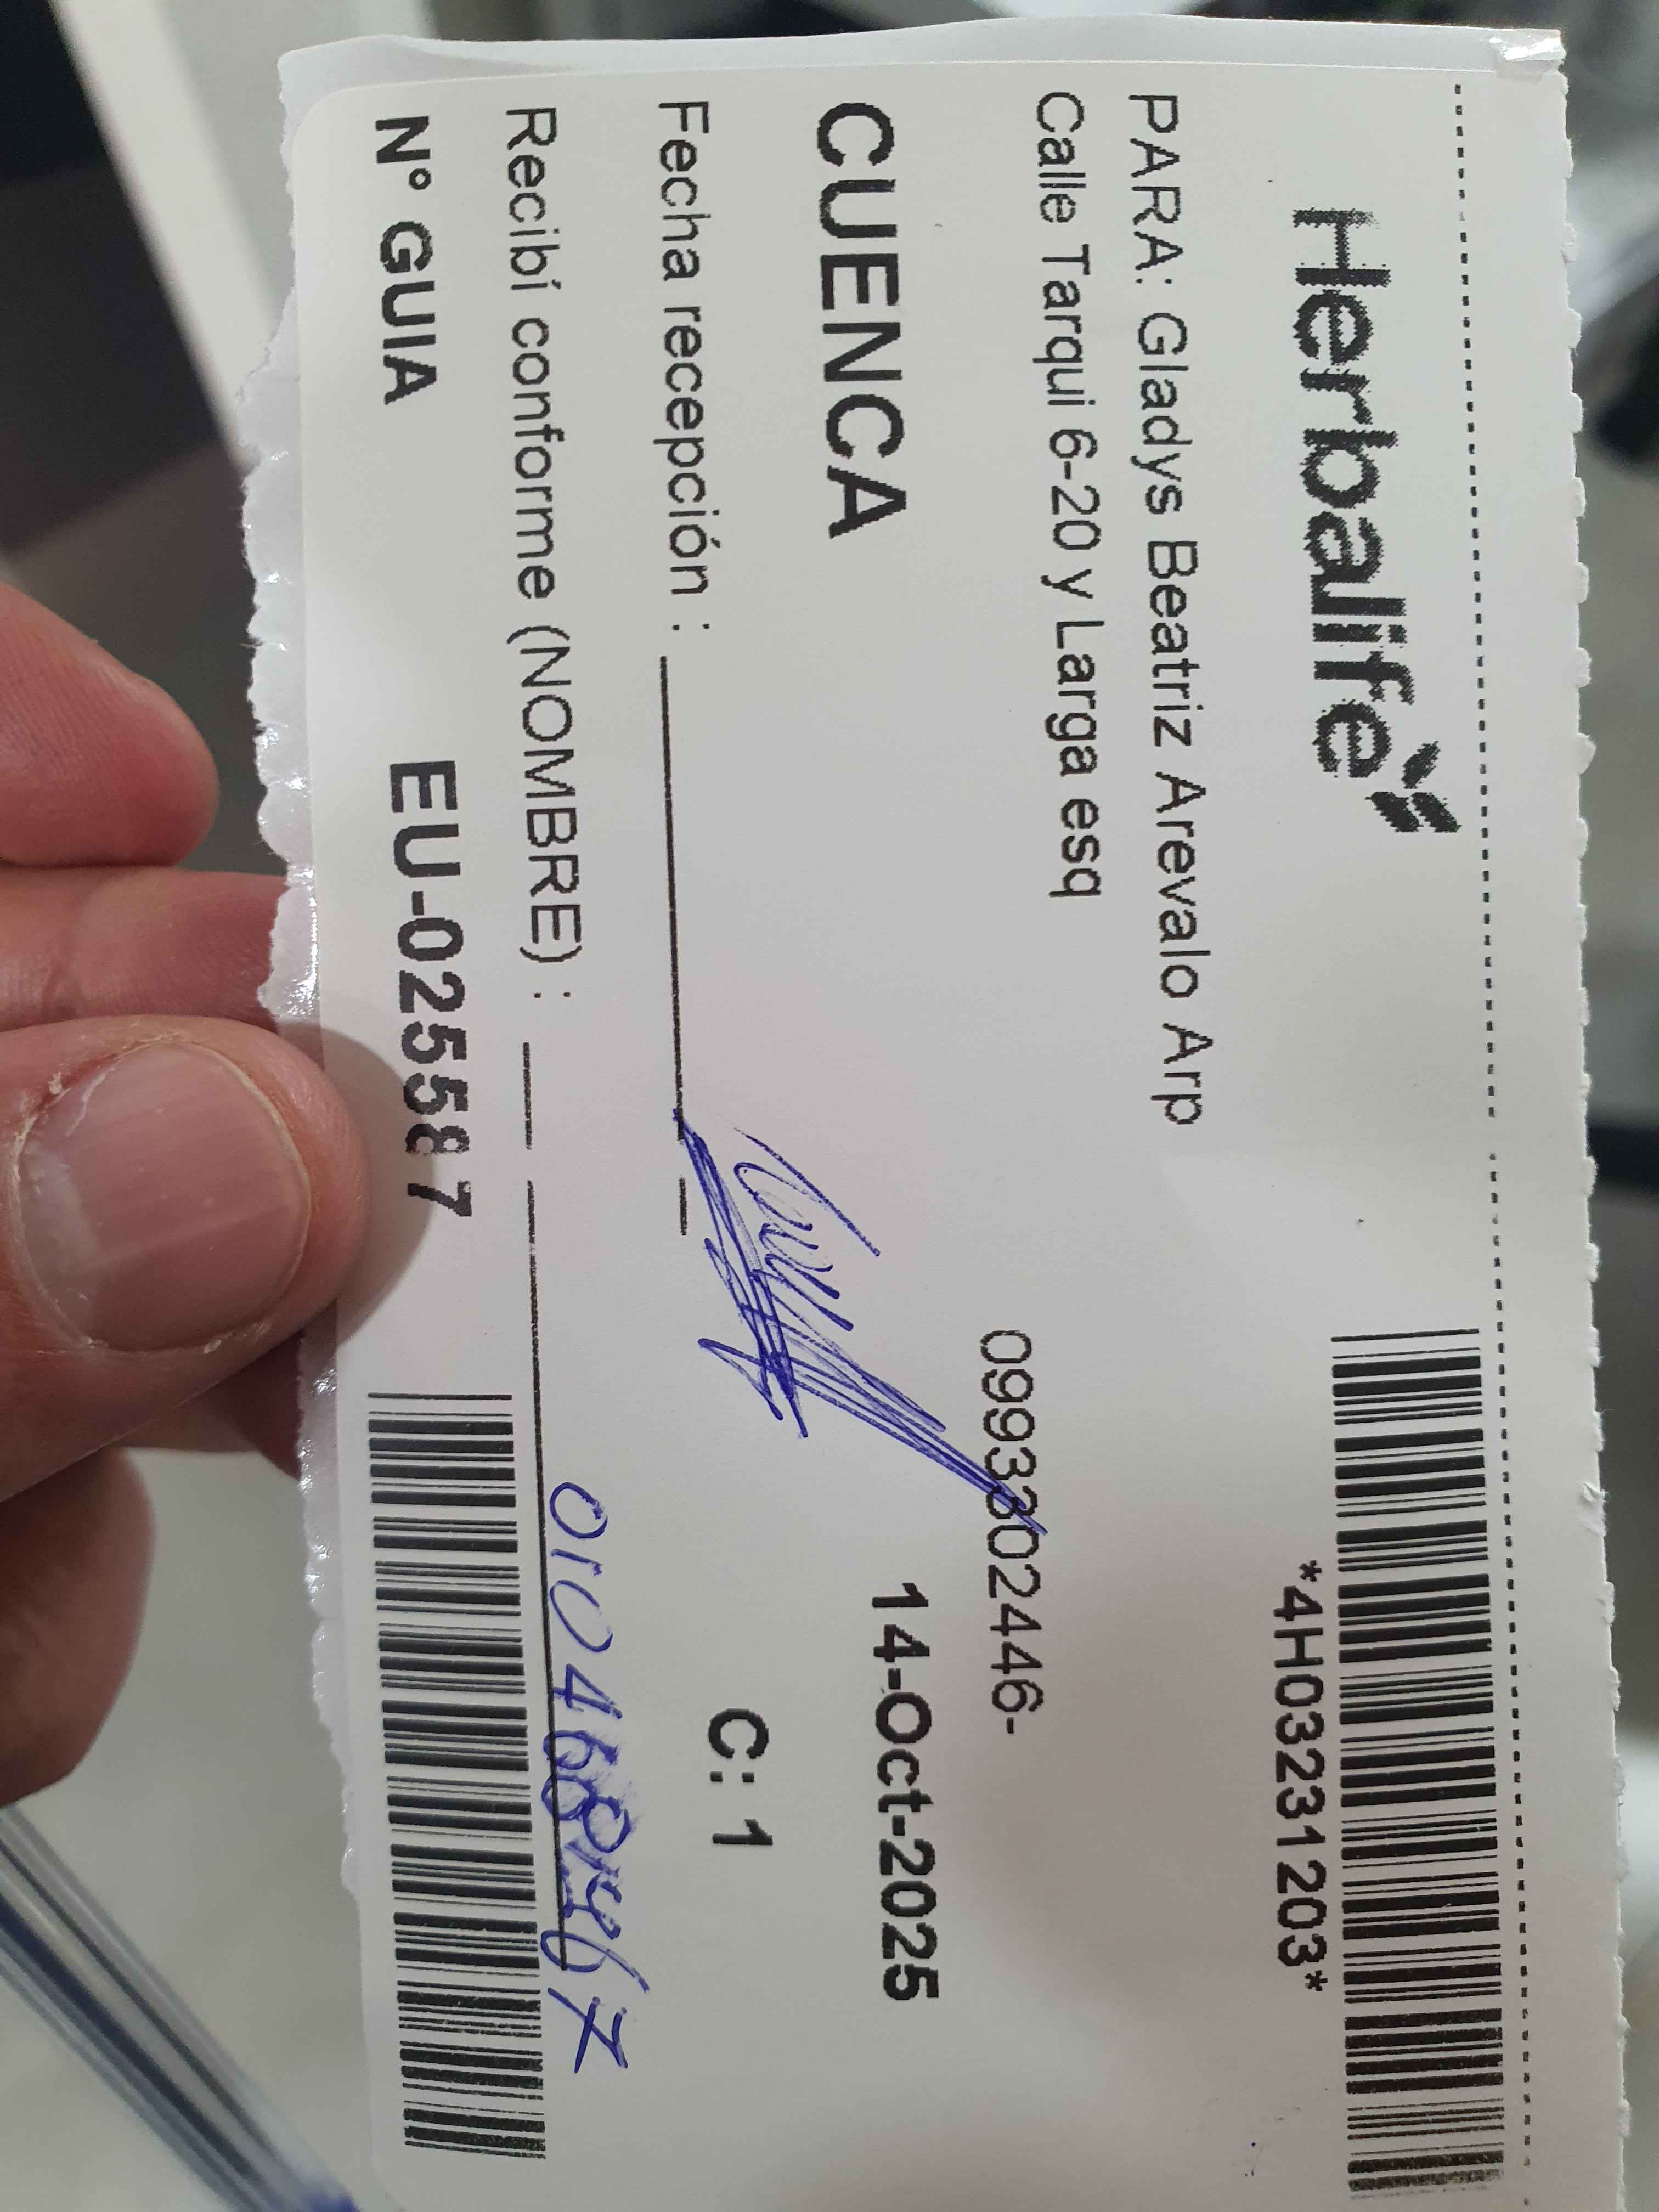 Herbalife
*4H03231203*
PARA: Gladys Beatriz Arevalo Arp
Calle Tarqui 6-20 y Larga esq
0993302446-
CUENCA
14-Oct-2025
Fecha recepción :
C: 1
Recibí conforme (NOMBRE) :
N° GUIA
EU-025587